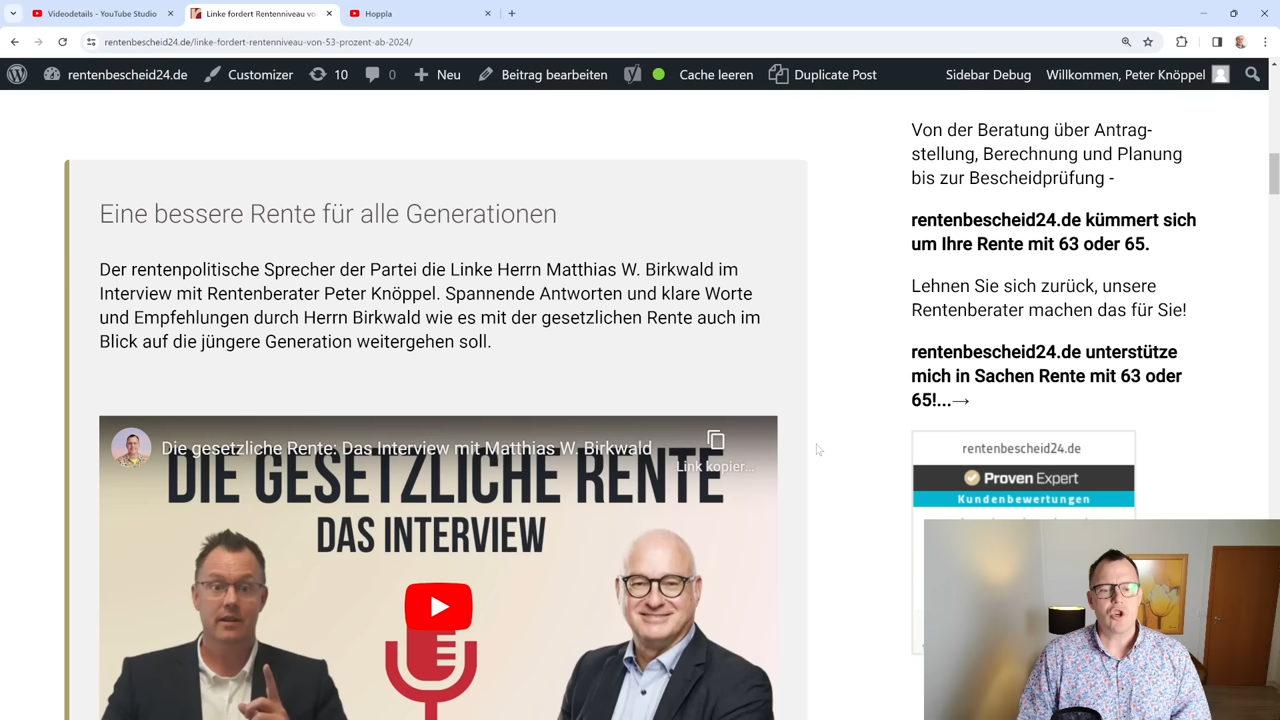 Videodetails - YouTube Studio
Linke fordert Rentenniveau vo
Hoppla
rentenbescheid24.de/linke-fordert-rentenniveau-von-53-prozent-ab-2024/
rentenbescheid24.de Customizer 10 0 Neu Beitrag bearbeiten Cache leeren Duplicate Post Sidebar Debug Willkommen, Peter Knöppel
Eine bessere Rente für alle Generationen
Der rentenpolitische Sprecher der Partei die Linke Herrn Matthias W. Birkwald im
Interview mit Rentenberater Peter Knöppel. Spannende Antworten und klare Worte
und Empfehlungen durch Herrn Birkwald wie es mit der gesetzlichen Rente auch im
Blick auf die jüngere Generation weitergehen soll.
Die gesetzliche Rente: Das Interview mit Matthias W. Birkwald
Link kopier...
DIE GESETZLICHE RENTE
DAS INTERVIEW
Von der Beratung über Antrag-
stellung, Berechnung und Planung
bis zur Bescheidprüfung -
rentenbescheid24.de kümmert sich
um Ihre Rente mit 63 oder 65.
Lehnen Sie sich zurück, unsere
Rentenberater machen das für Sie!
rentenbescheid24.de unterstütze
mich in Sachen Rente mit 63 oder
65!...→
rentenbescheid24.de
Proven Expert
Kundenbewertungen